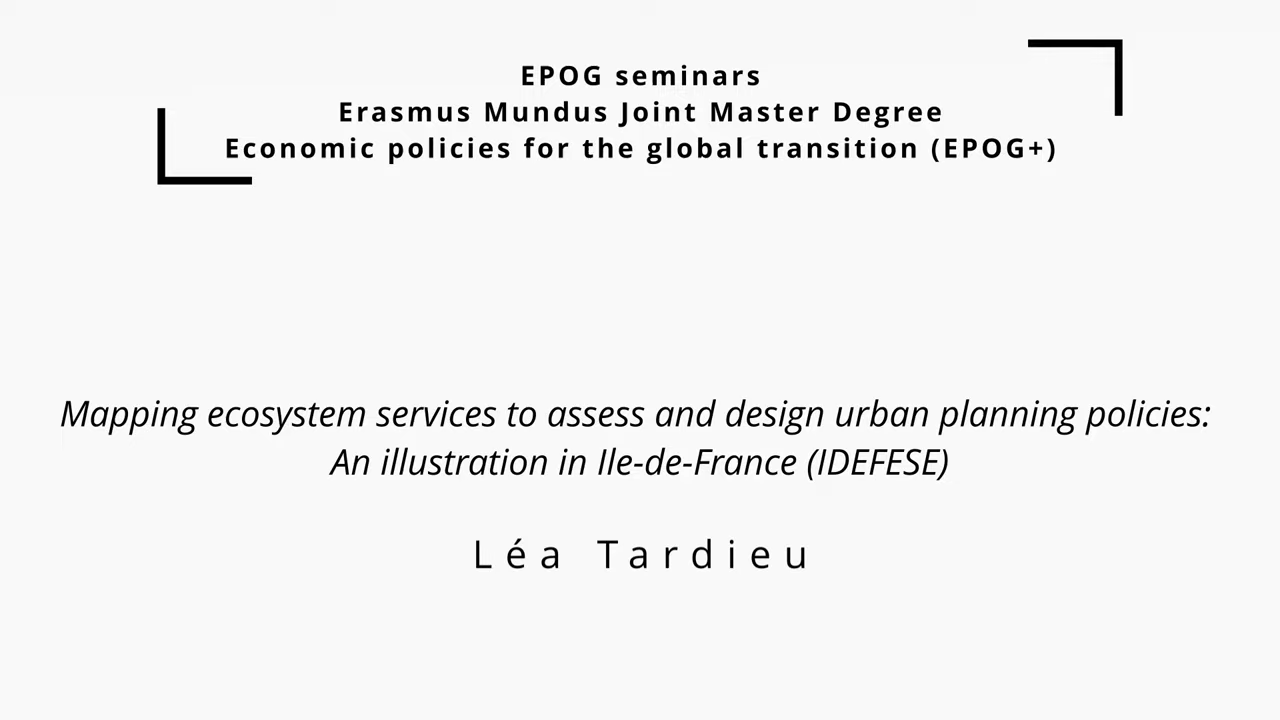 EPOG seminars
Erasmus Mundus Joint Master Degree
Economic policies for the global transition (EPOG+)
Mapping ecosystem services to assess and design urban planning policies:
An illustration in Ile-de-France (IDEFESE)
Léa Tardieu